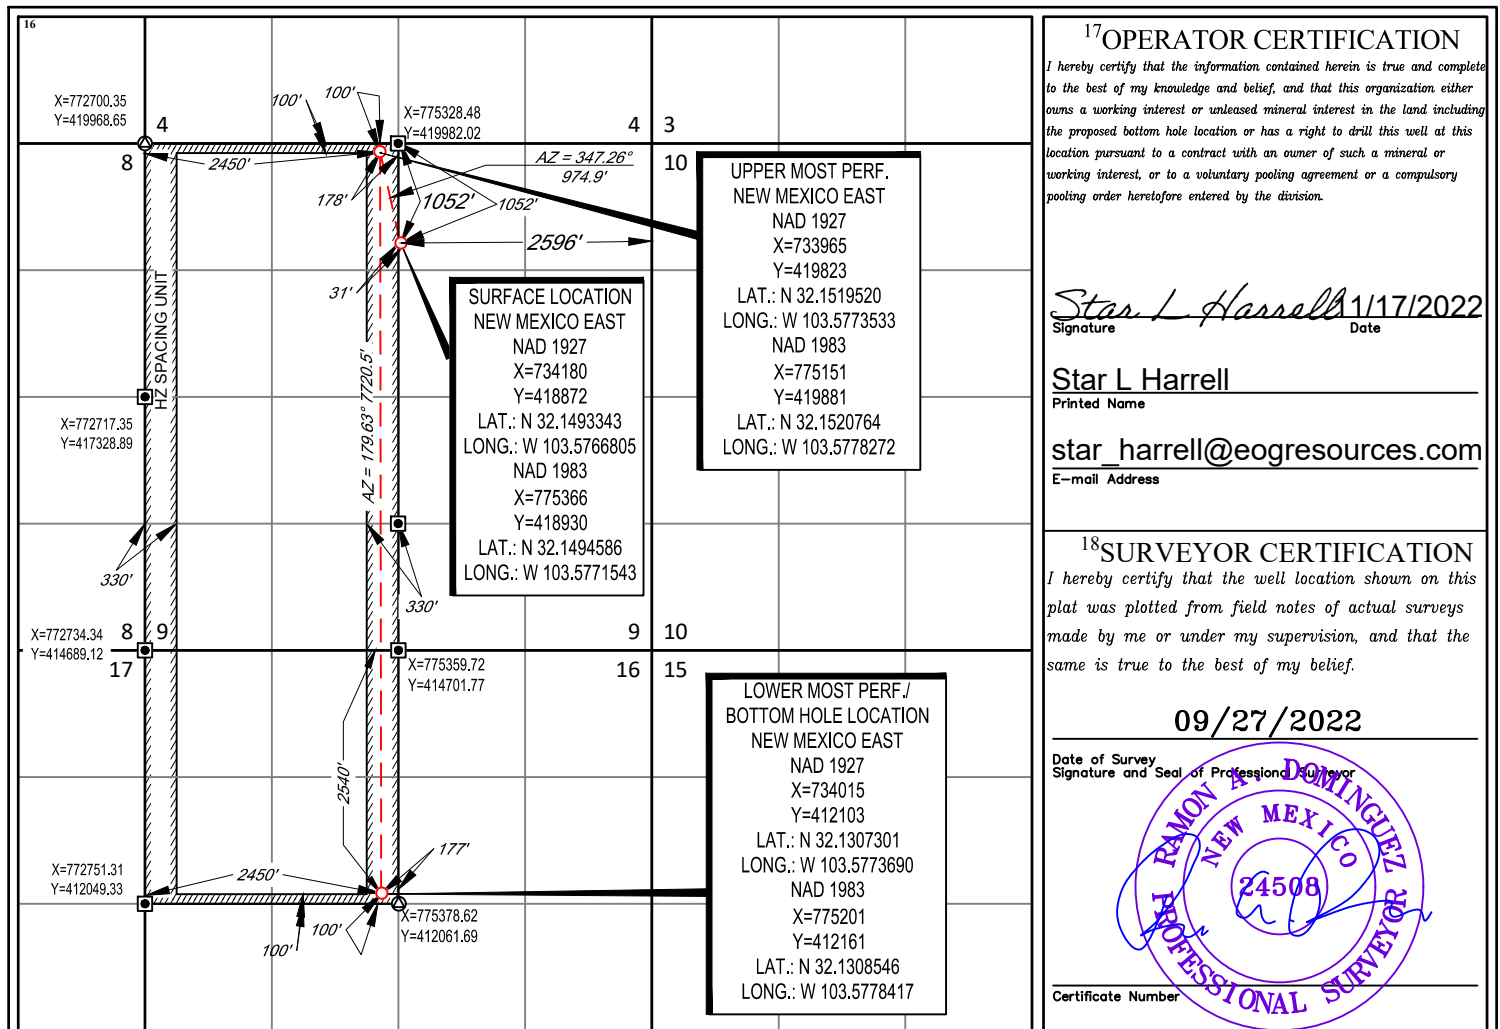 16
X=772700.35
Y=419968.65
4
100'
100'
X=775328.48
Y=419982.02
4
3
8
2450'
AZ = 347.26°
974.9'
10
178'
1052'
1052'
2596'
31'
HZ SPACING UNIT
AZ = 179.63° 7720.5'
X=772717.35
Y=417328.89
330'
330'
X=772734.34
Y=414689.12
8
9
17
X=775359.72
Y=414701.77
9
10
16
15
2540'
177'
X=772751.31
Y=412049.33
2450'
100'
100'
X=775378.62
Y=412061.69
SURFACE LOCATION
NEW MEXICO EAST
NAD 1927
X=734180
Y=418872
LAT.: N 32.1493343
LONG.: W 103.5766805
NAD 1983
X=775366
Y=418930
LAT.: N 32.1494586
LONG.: W 103.5771543
UPPER MOST PERF.
NEW MEXICO EAST
NAD 1927
X=733965
Y=419823
LAT.: N 32.1519520
LONG.: W 103.5773533
NAD 1983
X=775151
Y=419881
LAT.: N 32.1520764
LONG.: W 103.5778272
LOWER MOST PERF./
BOTTOM HOLE LOCATION
NEW MEXICO EAST
NAD 1927
X=734015
Y=412103
LAT.: N 32.1307301
LONG.: W 103.5773690
NAD 1983
X=775201
Y=412161
LAT.: N 32.1308546
LONG.: W 103.5778417
17OPERATOR CERTIFICATION
I hereby certify that the information contained herein is true and complete
to the best of my knowledge and belief, and that this organization either
owns a working interest or unleased mineral interest in the land including
the proposed bottom hole location or has a right to drill this well at this
location pursuant to a contract with an owner of such a mineral or
working interest, or to a voluntary pooling agreement or a compulsory
pooling order heretofore entered by the division.
Star L Harrell 11/17/2022
Signature Date
Star L Harrell
Printed Name
star_harrell@eogresources.com
E-mail Address
18SURVEYOR CERTIFICATION
I hereby certify that the well location shown on this
plat was plotted from field notes of actual surveys
made by me or under my supervision, and that the
same is true to the best of my belief.
09/27/2022
Date of Survey
Signature and Seal of Professional Surveyor
RAMON A. DOMINGUEZ
NEW MEXICO
24508
PROFESSIONAL SURVEYOR
Certificate Number